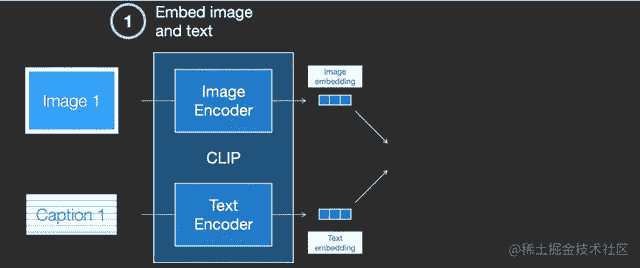 1
Embed image
and text
Image 1
Image
Encoder
Image
embedding
CLIP
Caption 1
Text
Encoder
Text
embedding
@稀土掘金技术社区